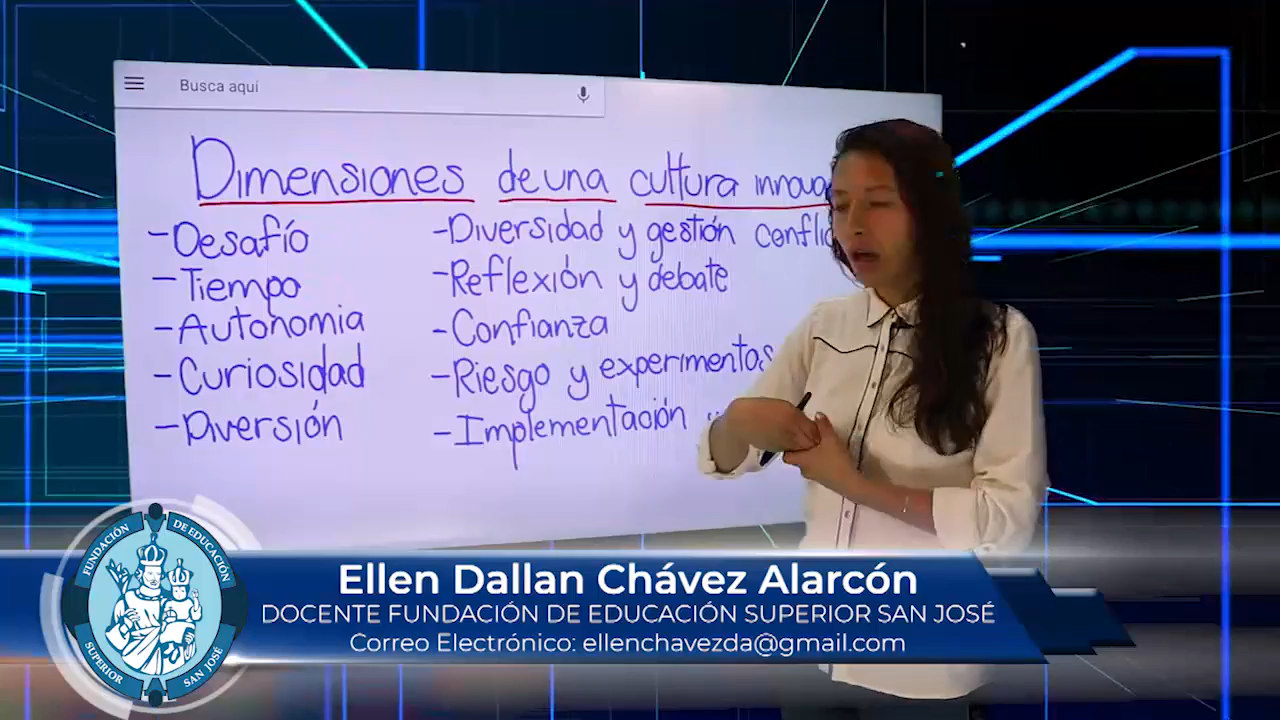 Busca aquí
Dimensiones de una cultura
-Desafío
-Tiempo
-Autonomia
-Curiosidad
-Diversión
-Diversidad y gestión
-Reflexión y debate
-Confianza
-Riesgo y
-Implementación
FUNDACIÓN DE EDUCACIÓN
SUPERIOR SAN JOSÉ
Ellen Dallan Chávez Alarcón
DOCENTE FUNDACIÓN DE EDUCACIÓN SUPERIOR SAN JOSÉ
Correo Electrónico: ellenchavezda@gmail.com